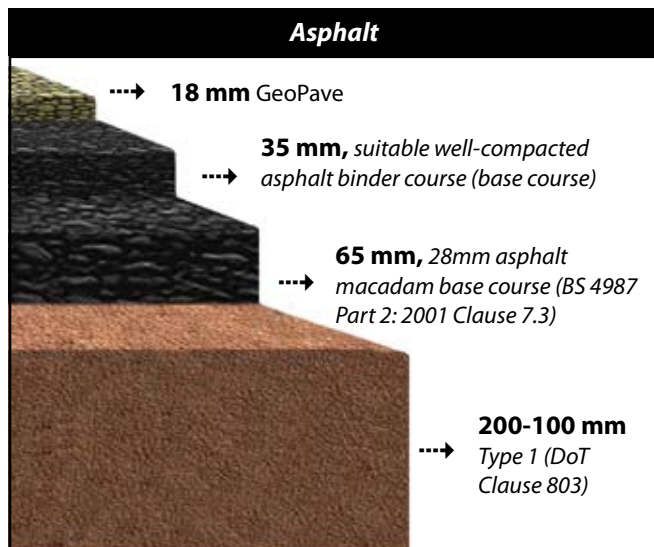 Asphalt
18 mm GeoPave
35 mm, suitable well-compacted
asphalt binder course (base course)
65 mm, 28mm asphalt
macadam base course (BS 4987
Part 2: 2001 Clause 7.3)
200-100 mm
Type 1 (DoT
Clause 803)